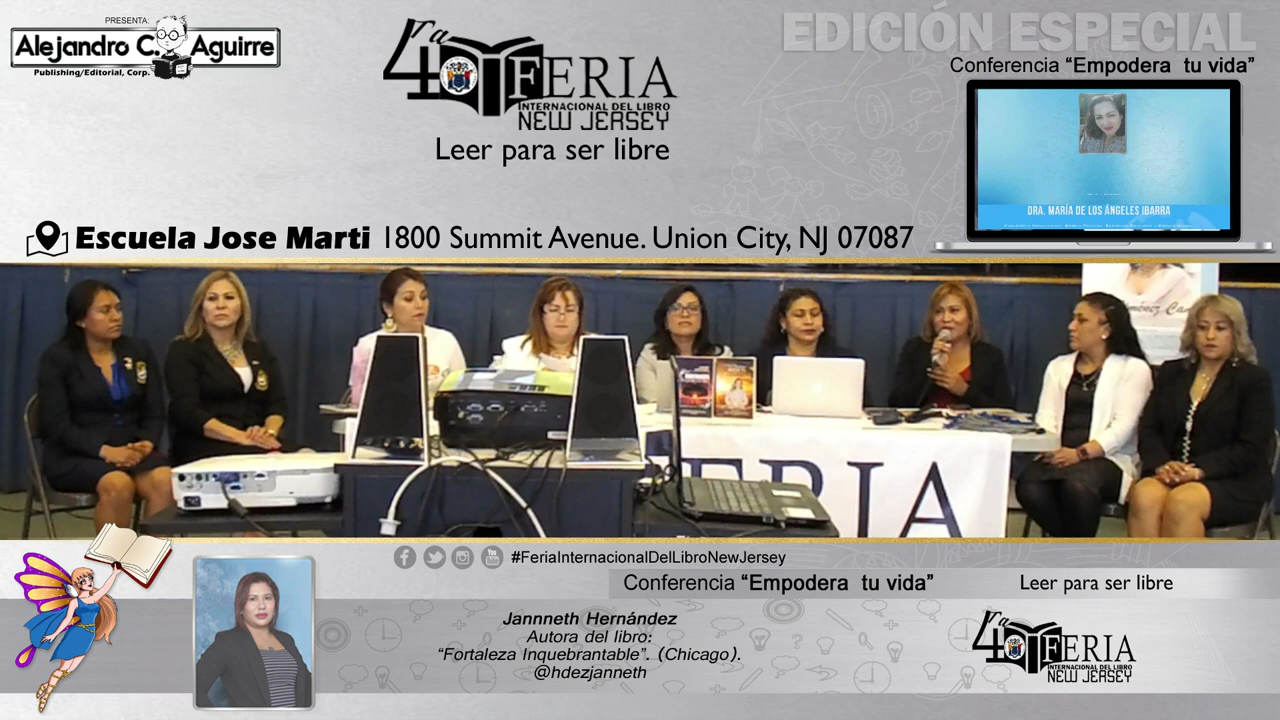 PRESENTA:
Alejandro C. Aguirre
Publishing/Editorial, Corp.
4ra FERIA
INTERNACIONAL DEL LIBRO
NEW JERSEY
Leer para ser libre
EDICIÓN ESPECIAL
Conferencia “Empodera tu vida”
DRA. MARÍA DE LOS ÁNGELES IBARRA
Escuela Jose Marti 1800 Summit Avenue. Union City, NJ 07087
FERIA
#FeriaInternacionalDelLibroNewJersey
Conferencia “Empodera tu vida”
Leer para ser libre
Jannneth Hernández
Autora del libro:
“Fortaleza Inquebrantable”. (Chicago).
@hdezjanneth
4ra FERIA
INTERNACIONAL DEL LIBRO
NEW JERSEY